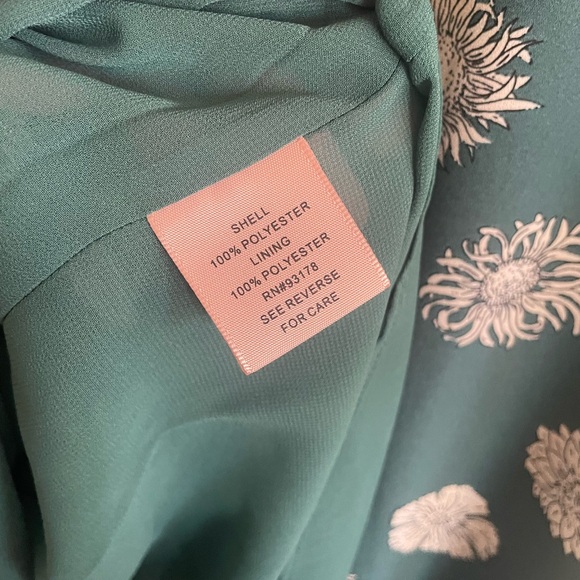 SHELL
100% POLYESTER
LINING
100% POLYESTER
RN#93178
SEE REVERSE
FOR CARE